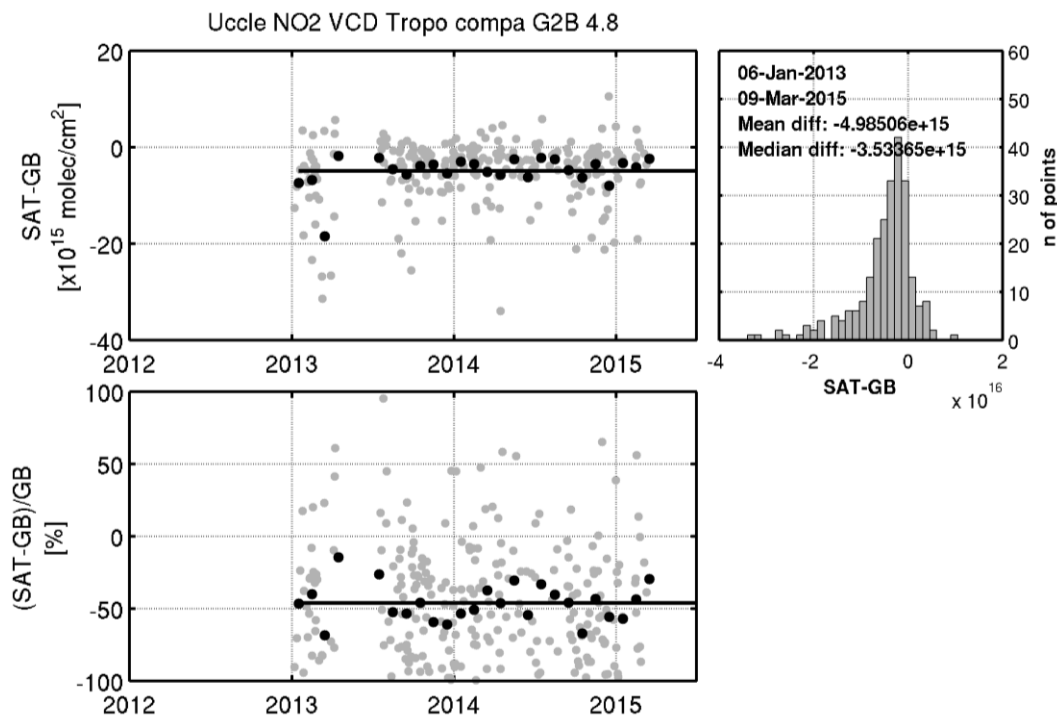 Uccle NO2 VCD Tropo compa G2B 4.8
SAT-GB
[x10^15 molec/cm^2]
20
0
-20
-40
2012
2013
2014
2015
06-Jan-2013
09-Mar-2015
Mean diff: -4.98506e+15
Median diff: -3.53365e+15
60
50
40
30
20
10
0
n of points
-4
-2
0
2
SAT-GB
x 10^16
(SAT-GB)/GB
[%]
100
50
0
-50
-100
2012
2013
2014
2015